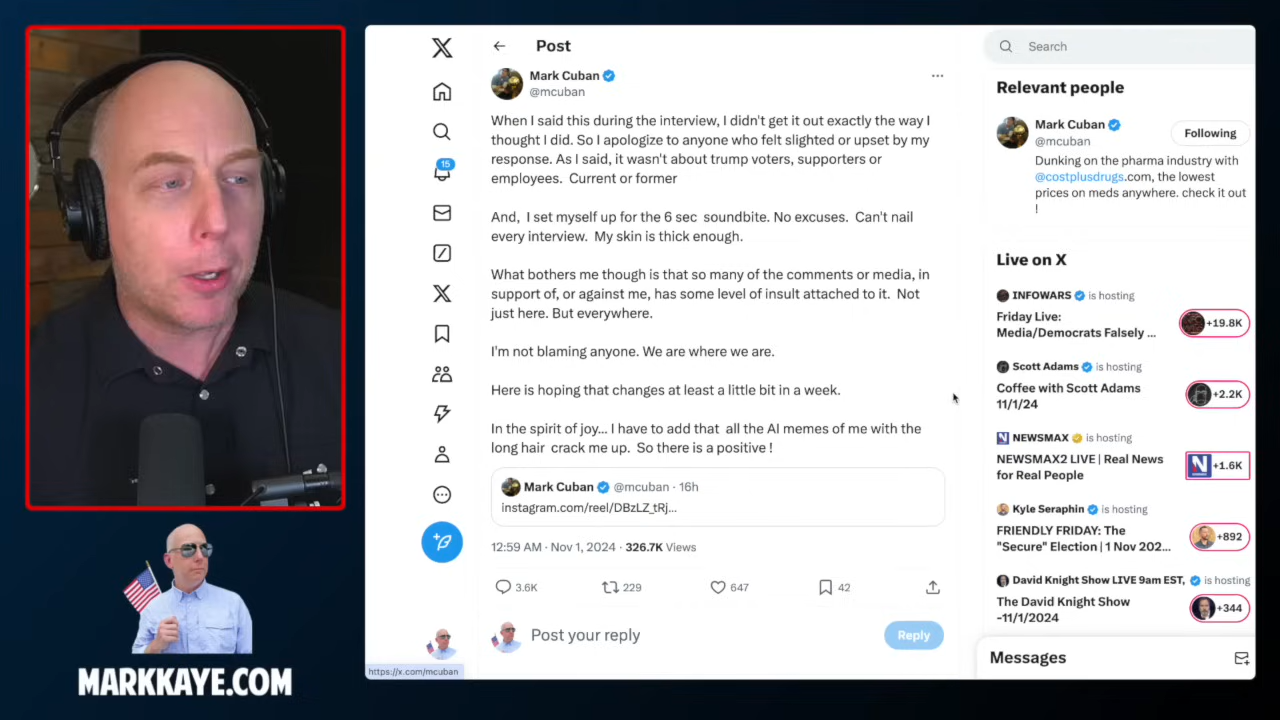 Post
Mark Cuban
@mcuban
When I said this during the interview, I didn't get it out exactly the way I
thought I did. So I apologize to anyone who felt slighted or upset by my
response. As I said, it wasn't about trump voters, supporters or
employees. Current or former
And, I set myself up for the 6 sec soundbite. No excuses. Can't nail
every interview. My skin is thick enough.
What bothers me though is that so many of the comments or media, in
support of, or against me, has some level of insult attached to it. Not
just here. But everywhere.
I'm not blaming anyone. We are where we are.
Here is hoping that changes at least a little bit in a week.
In the spirit of joy... I have to add that all the AI memes of me with the
long hair crack me up. So there is a positive !
Mark Cuban @mcuban · 16h
instagram.com/reel/DBzLZ_tRj...
12:59 AM · Nov 1, 2024 · 326.7K Views
3.6K 229 647 42
Post your reply
Reply
15
https://x.com/mcuban
Search
Relevant people
Mark Cuban
@mcuban
Following
Dunking on the pharma industry with
@costplusdrugs.com, the lowest
prices on meds anywhere. check it out
!
Live on X
INFOWARS is hosting
Friday Live:
Media/Democrats Falsely ...
+19.8K
Scott Adams is hosting
Coffee with Scott Adams
11/1/24
+2.2K
NEWSMAX is hosting
NEWSMAX2 LIVE | Real News
for Real People
+1.6K
Kyle Seraphin is hosting
FRIENDLY FRIDAY: The
"Secure" Election | 1 Nov 202...
+892
David Knight Show LIVE 9am EST, is hosting
The David Knight Show
-11/1/2024
+344
Messages
MARKKAYE.COM